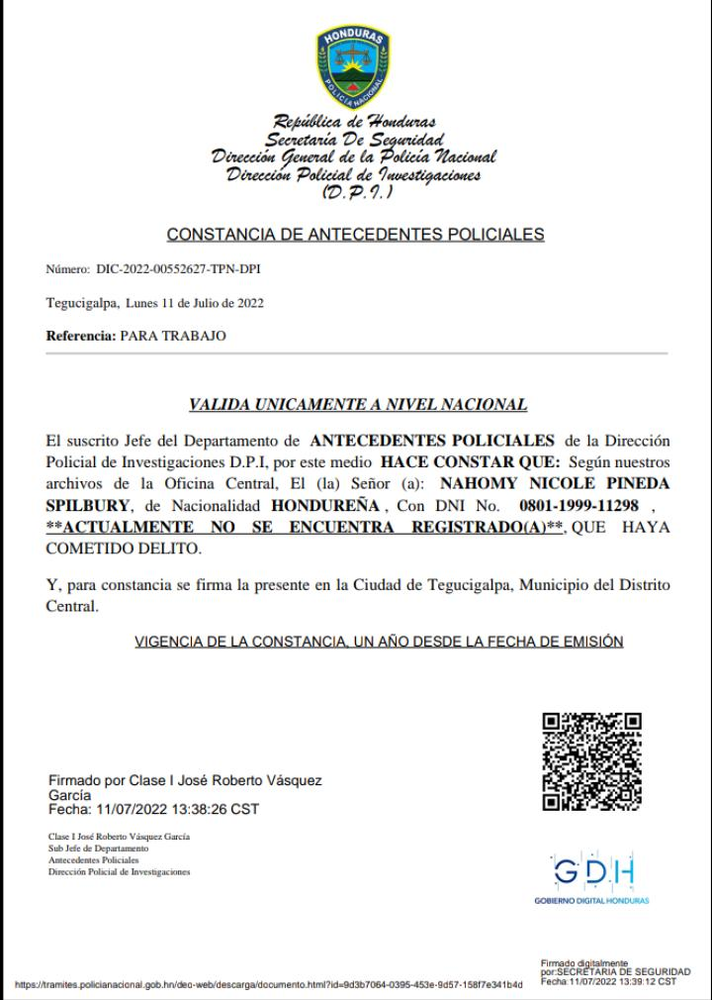 HONDURAS
POLICÍA NACIONAL
República de Honduras
Secretaría De Seguridad
Dirección General de la Policía Nacional
Dirección Policial de Investigaciones
(D.P.I.)
CONSTANCIA DE ANTECEDENTES POLICIALES
Número: DIC-2022-00552627-TPN-DPI
Tegucigalpa, Lunes 11 de Julio de 2022
Referencia: PARA TRABAJO
VALIDA UNICAMENTE A NIVEL NACIONAL
El suscrito Jefe del Departamento de ANTECEDENTES POLICIALES de la Dirección
Policial de Investigaciones D.P.I, por este medio HACE CONSTAR QUE: Según nuestros
archivos de la Oficina Central, El (la) Señor (a): NAHOMY NICOLE PINEDA
SPILBURY, de Nacionalidad HONDUREÑA , Con DNI No. 0801-1999-11298 ,
**ACTUALMENTE NO SE ENCUENTRA REGISTRADO(A)**, QUE HAYA
COMETIDO DELITO.
Y, para constancia se firma la presente en la Ciudad de Tegucigalpa, Municipio del Distrito
Central.
VIGENCIA DE LA CONSTANCIA, UN AÑO DESDE LA FECHA DE EMISIÓN
Firmado por Clase I José Roberto Vásquez
García
Fecha: 11/07/2022 13:38:26 CST
Clase I José Roberto Vásquez García
Sub Jefe de Departamento
Antecedentes Policiales
Dirección Policial de Investigaciones
GDH
GOBIERNO DIGITAL HONDURAS
Firmado digitalmente
por:SECRETARIA DE SEGURIDAD
Fecha:11/07/2022 13:39:12 CST
https://tramites.policianacional.gob.hn/deo-web/descarga/documento.html?id=9d3b7064-0395-453e-9d57-158f7e341b4d